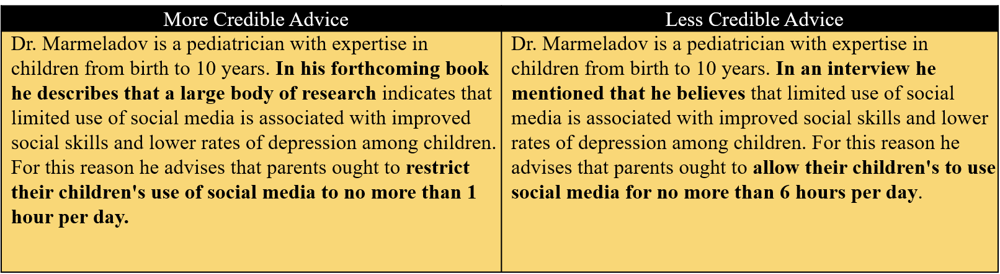 More Credible Advice
Dr. Marmeladov is a pediatrician with expertise in
children from birth to 10 years. In his forthcoming book
he describes that a large body of research indicates that
limited use of social media is associated with improved
social skills and lower rates of depression among children.
For this reason he advises that parents ought to restrict
their children's use of social media to no more than 1
hour per day.
Less Credible Advice
Dr. Marmeladov is a pediatrician with expertise in
children from birth to 10 years. In an interview he
mentioned that he believes that limited use of social
media is associated with improved social skills and lower
rates of depression among children. For this reason he
advises that parents ought to allow their children's to use
social media for no more than 6 hours per day.